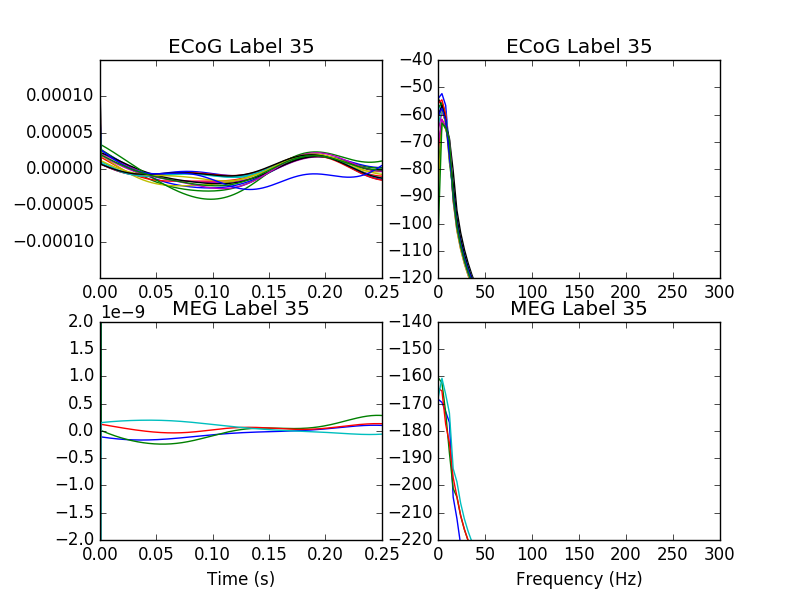 ECoG Label 35
0.00010
0.00005
0.00000
−0.00005
−0.00010
0.00 0.05 0.10 0.15 0.20 0.25
ECoG Label 35
−40
−50
−60
−70
−80
−90
−100
−110
−120
0 50 100 150 200 250 300
MEG Label 35
1e−9
2.0
1.5
1.0
0.5
0.0
−0.5
−1.0
−1.5
−2.0
0.00 0.05 0.10 0.15 0.20 0.25
Time (s)
MEG Label 35
−140
−150
−160
−170
−180
−190
−200
−210
−220
0 50 100 150 200 250 300
Frequency (Hz)